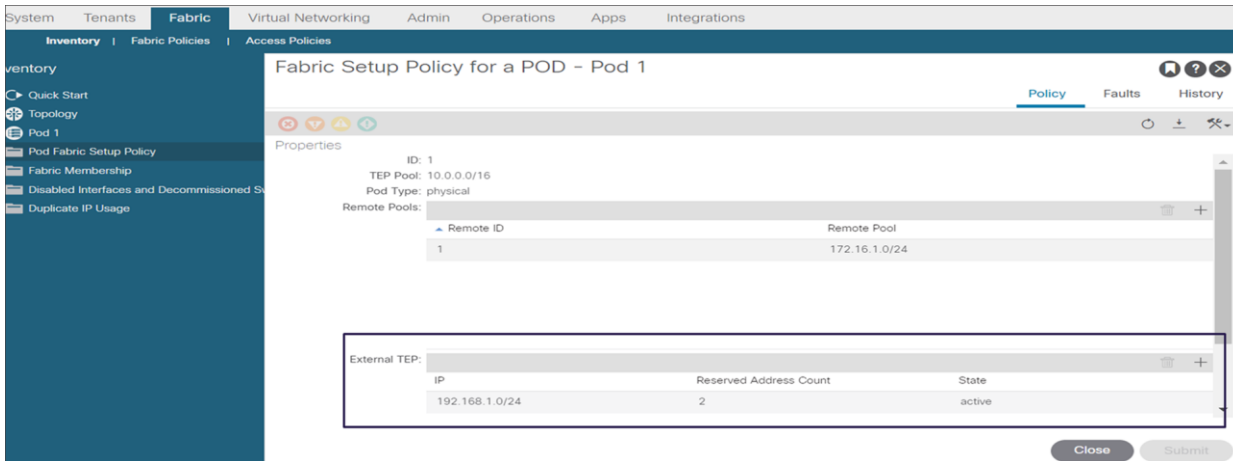 System Tenants Fabric Virtual Networking Admin Operations Apps Integrations
Inventory | Fabric Policies | Access Policies
ventory
Quick Start
Topology
Pod 1
Pod Fabric Setup Policy
Fabric Membership
Disabled Interfaces and Decommissioned Sw
Duplicate IP Usage
Fabric Setup Policy for a POD - Pod 1
Policy Faults History
Properties
ID: 1
TEP Pool: 10.0.0.0/16
Pod Type: physical
Remote Pools:
Remote ID Remote Pool
1 172.16.1.0/24
External TEP:
IP Reserved Address Count State
192.168.1.0/24 2 active
Close Submit